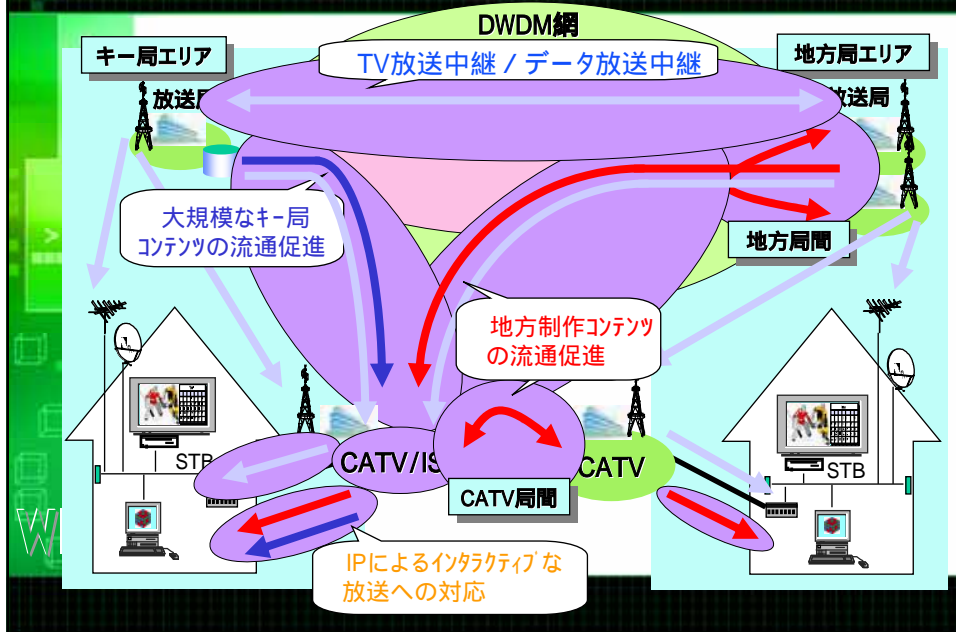 DWDM網
キー局エリア
TV放送中継 / データ放送中継
地方局エリア
放送局
放送局
大規模なｷｰ局
ｺﾝﾃﾝﾂの流通促進
地方局間
地方制作ｺﾝﾃﾝﾂ
の流通促進
STB
CATV/IS
CATV
STB
CATV局間
IPによるｲﾝﾀﾗｸﾃｨﾌﾞな
放送への対応